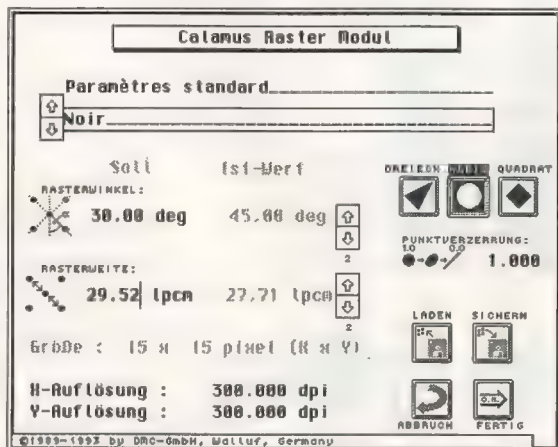 Calamus Raster Modul
Paramètres standard
Noir
Soll Ist-Wert
RASTERWINKEL:
30.00 deg 45.00 deg
2
DREIECK QUADRAT
PUNKTVERZERRUNG:
1.0 0.0
1.000
RASTERWEITE:
29.52 lpcm 27.71 lpcm
2
LADEN SICHERN
Größe : 15 x 15 pixel (X x Y)
X-Auflösung : 300.000 dpi
Y-Auflösung : 300.000 dpi
O.K.
ABBRUCH FERTIG
©1989-1993 by DMC-GmbH, Walluf, Germany